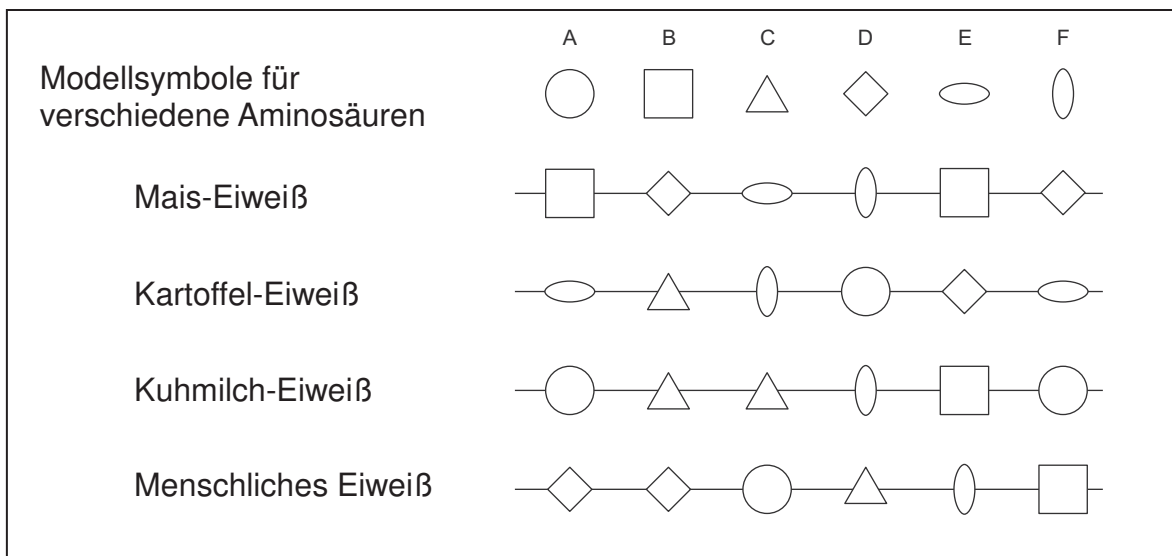 A B C D E F
Modellsymbole für
verschiedene Aminosäuren
Mais-Eiweiß
Kartoffel-Eiweiß
Kuhmilch-Eiweiß
Menschliches Eiweiß